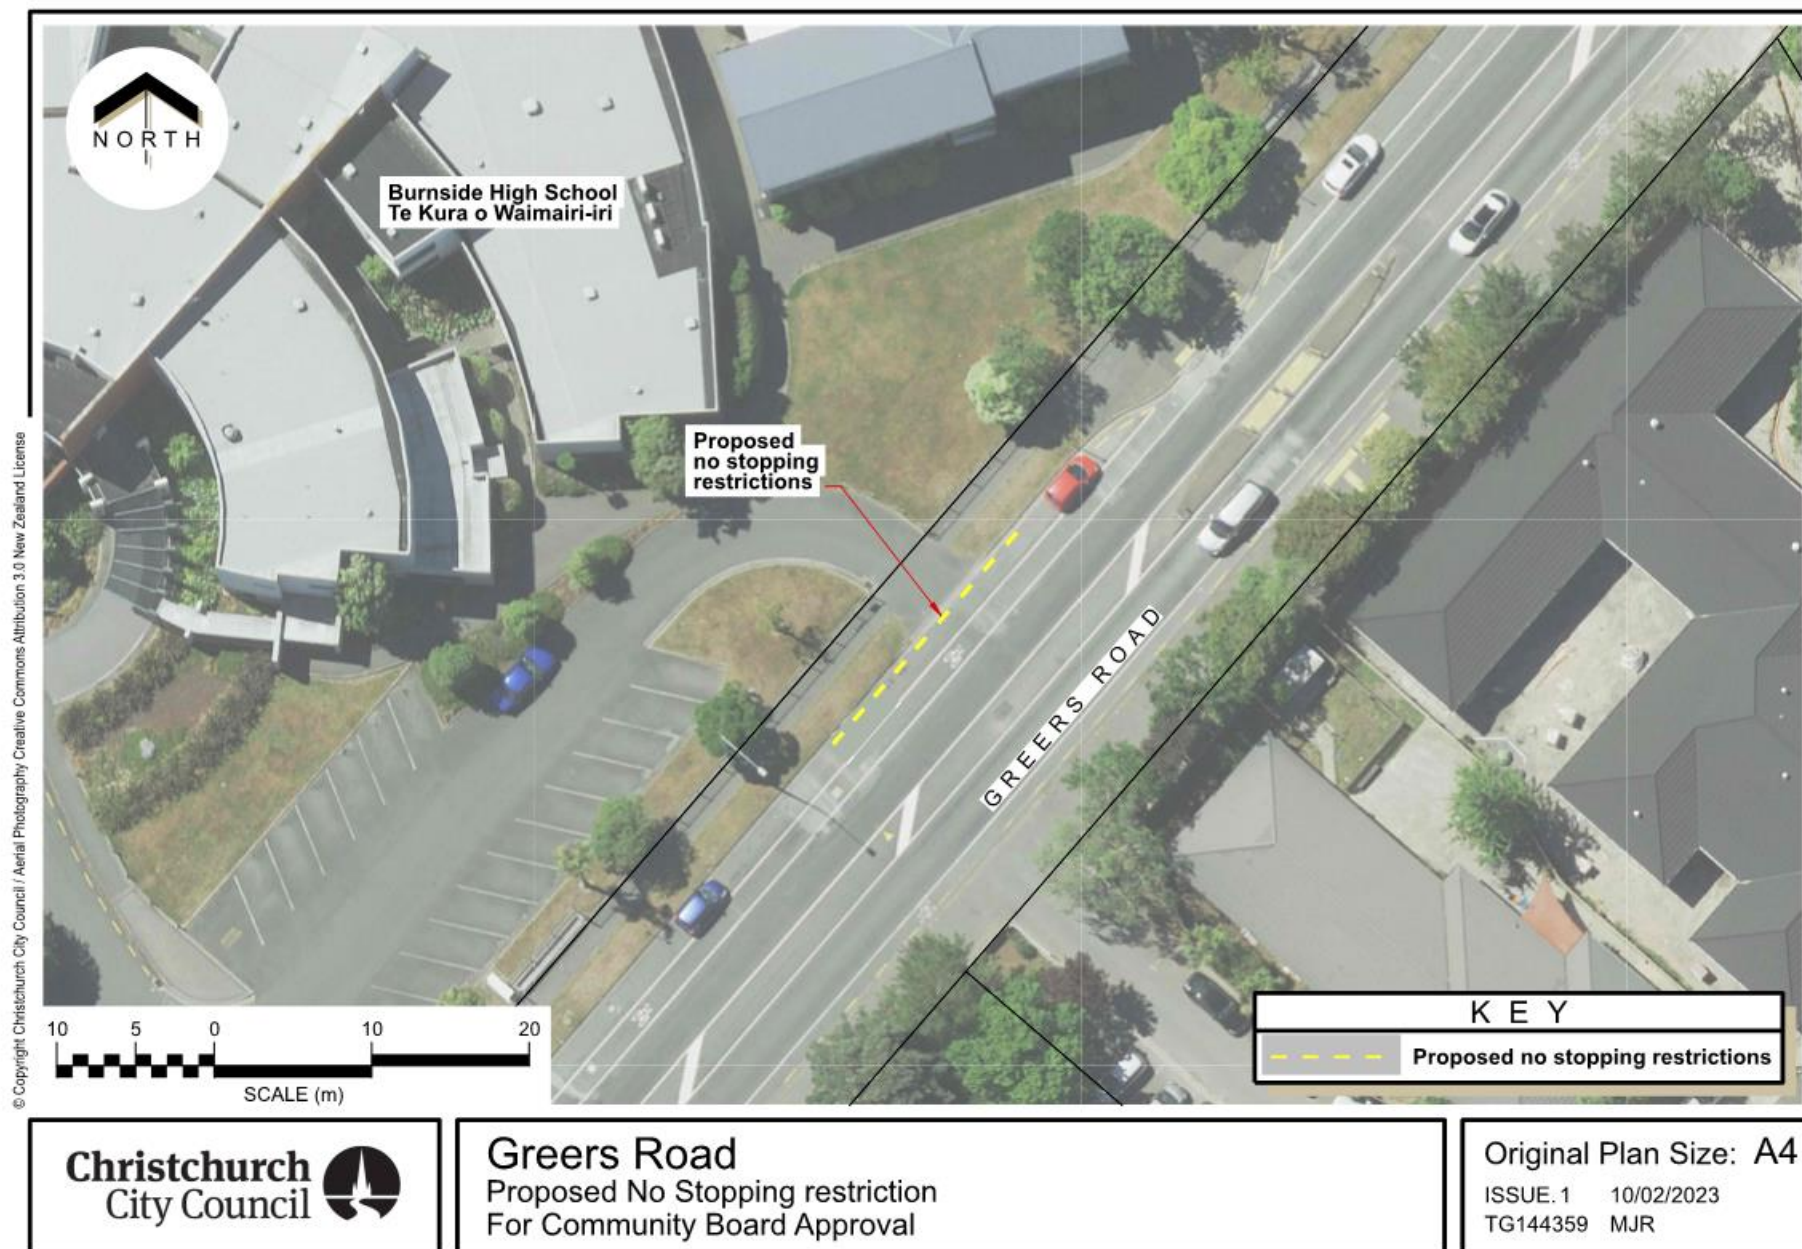 NORTH
Burnside High School
Te Kura o Waimairi-iri
Proposed
no stopping
restrictions
GREERS ROAD
© Copyright Christchurch City Council / Aerial Photography Creative Commons Attribution 3.0 New Zealand License
10 5 0 10 20
SCALE (m)
KEY
Proposed no stopping restrictions
Christchurch
City Council
Greers Road
Proposed No Stopping restriction
For Community Board Approval
Original Plan Size: A4
ISSUE. 1 10/02/2023
TG144359 MJR